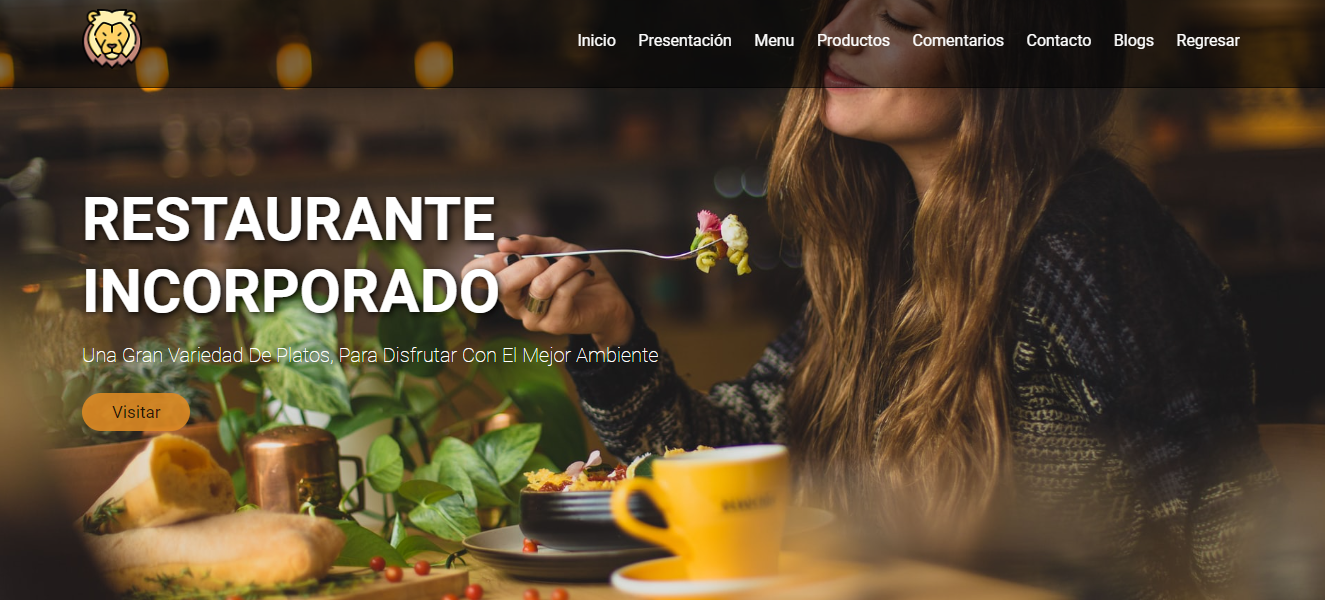 Inicio Presentación Menu Productos Comentarios Contacto Blogs Regresar
RESTAURANTE
INCORPORADO
Una Gran Variedad De Platos, Para Disfrutar Con El Mejor Ambiente
Visitar